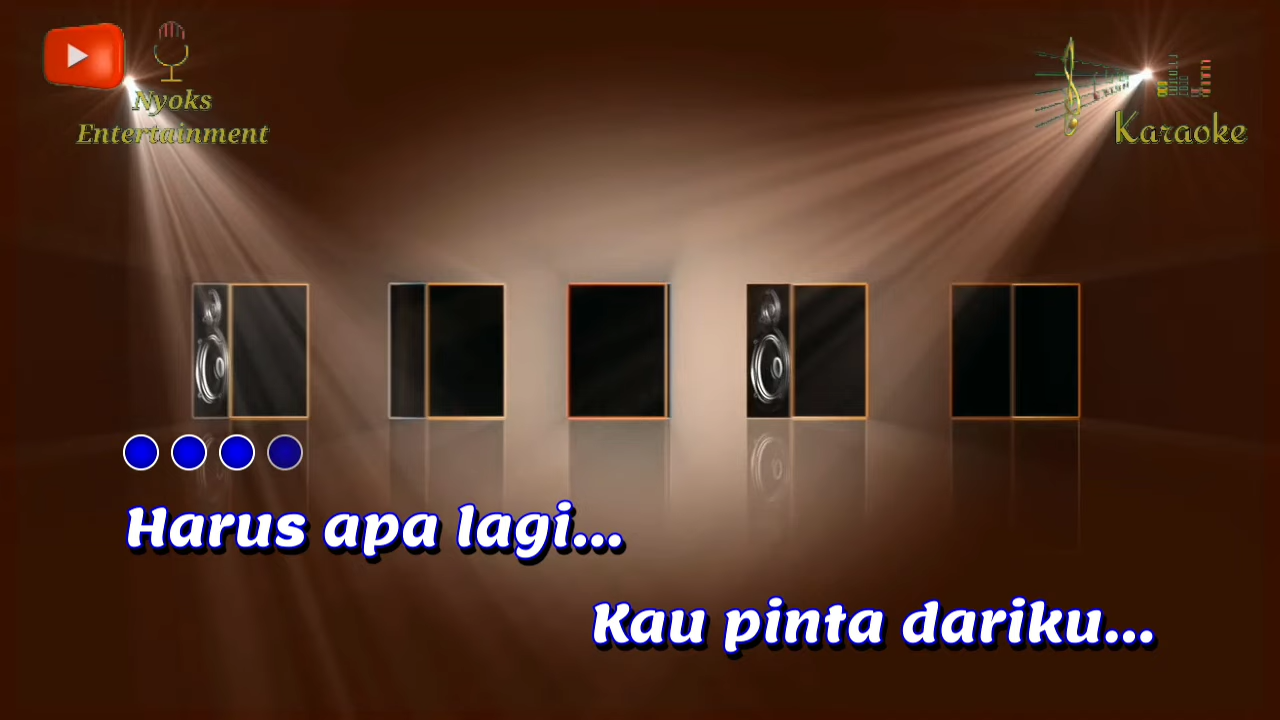 Nyoks
Entertainment
Karaoke
Harus apa lagi...
Kau pinta dariku...